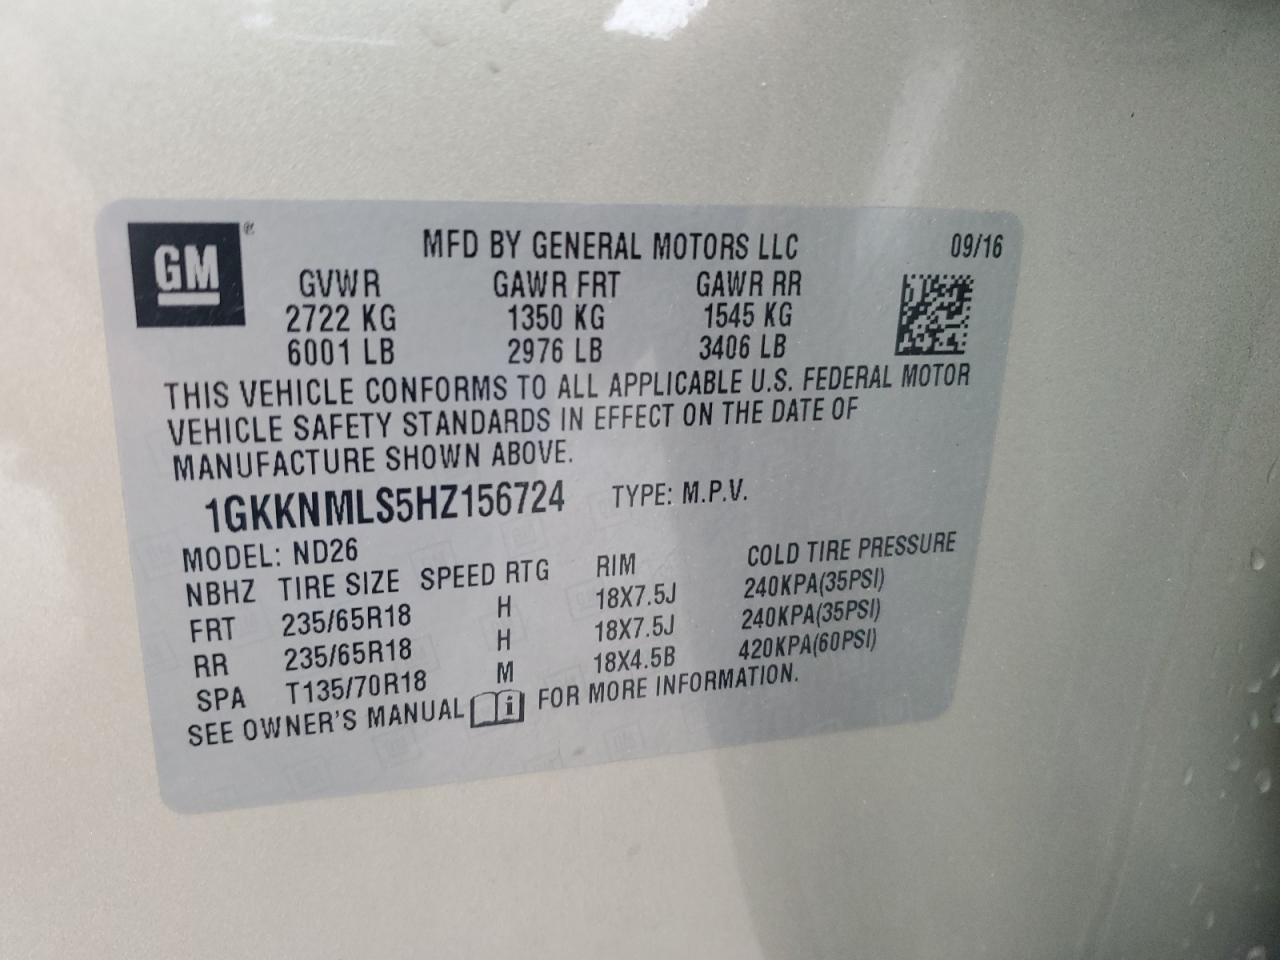 GM ®
MFD BY GENERAL MOTORS LLC 09/16
GVWR GAWR FRT GAWR RR
2722 KG 1350 KG 1545 KG
6001 LB 2976 LB 3406 LB
THIS VEHICLE CONFORMS TO ALL APPLICABLE U.S. FEDERAL MOTOR
VEHICLE SAFETY STANDARDS IN EFFECT ON THE DATE OF
MANUFACTURE SHOWN ABOVE.
1GKKNMLS5HZ156724 TYPE: M.P.V.
MODEL: ND26
NBHZ TIRE SIZE SPEED RTG RIM COLD TIRE PRESSURE
FRT 235/65R18 H 18X7.5J 240KPA(35PSI)
RR 235/65R18 H 18X7.5J 240KPA(35PSI)
SPA T135/70R18 M 18X4.5B 420KPA(60PSI)
SEE OWNER'S MANUAL i FOR MORE INFORMATION.